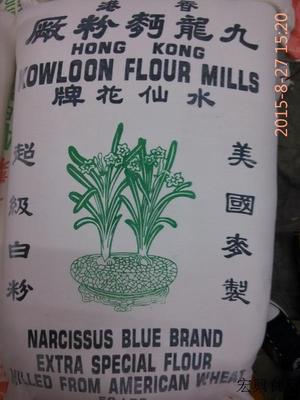 香港
九龍麪粉廠
HONG KONG
KOWLOON FLOUR MILLS
水仙花牌
美國麥製
超級白粉
NARCISSUS BLUE BRAND
EXTRA SPECIAL FLOUR
MILLED FROM AMERICAN WHEAT
2015-8-27 15:20